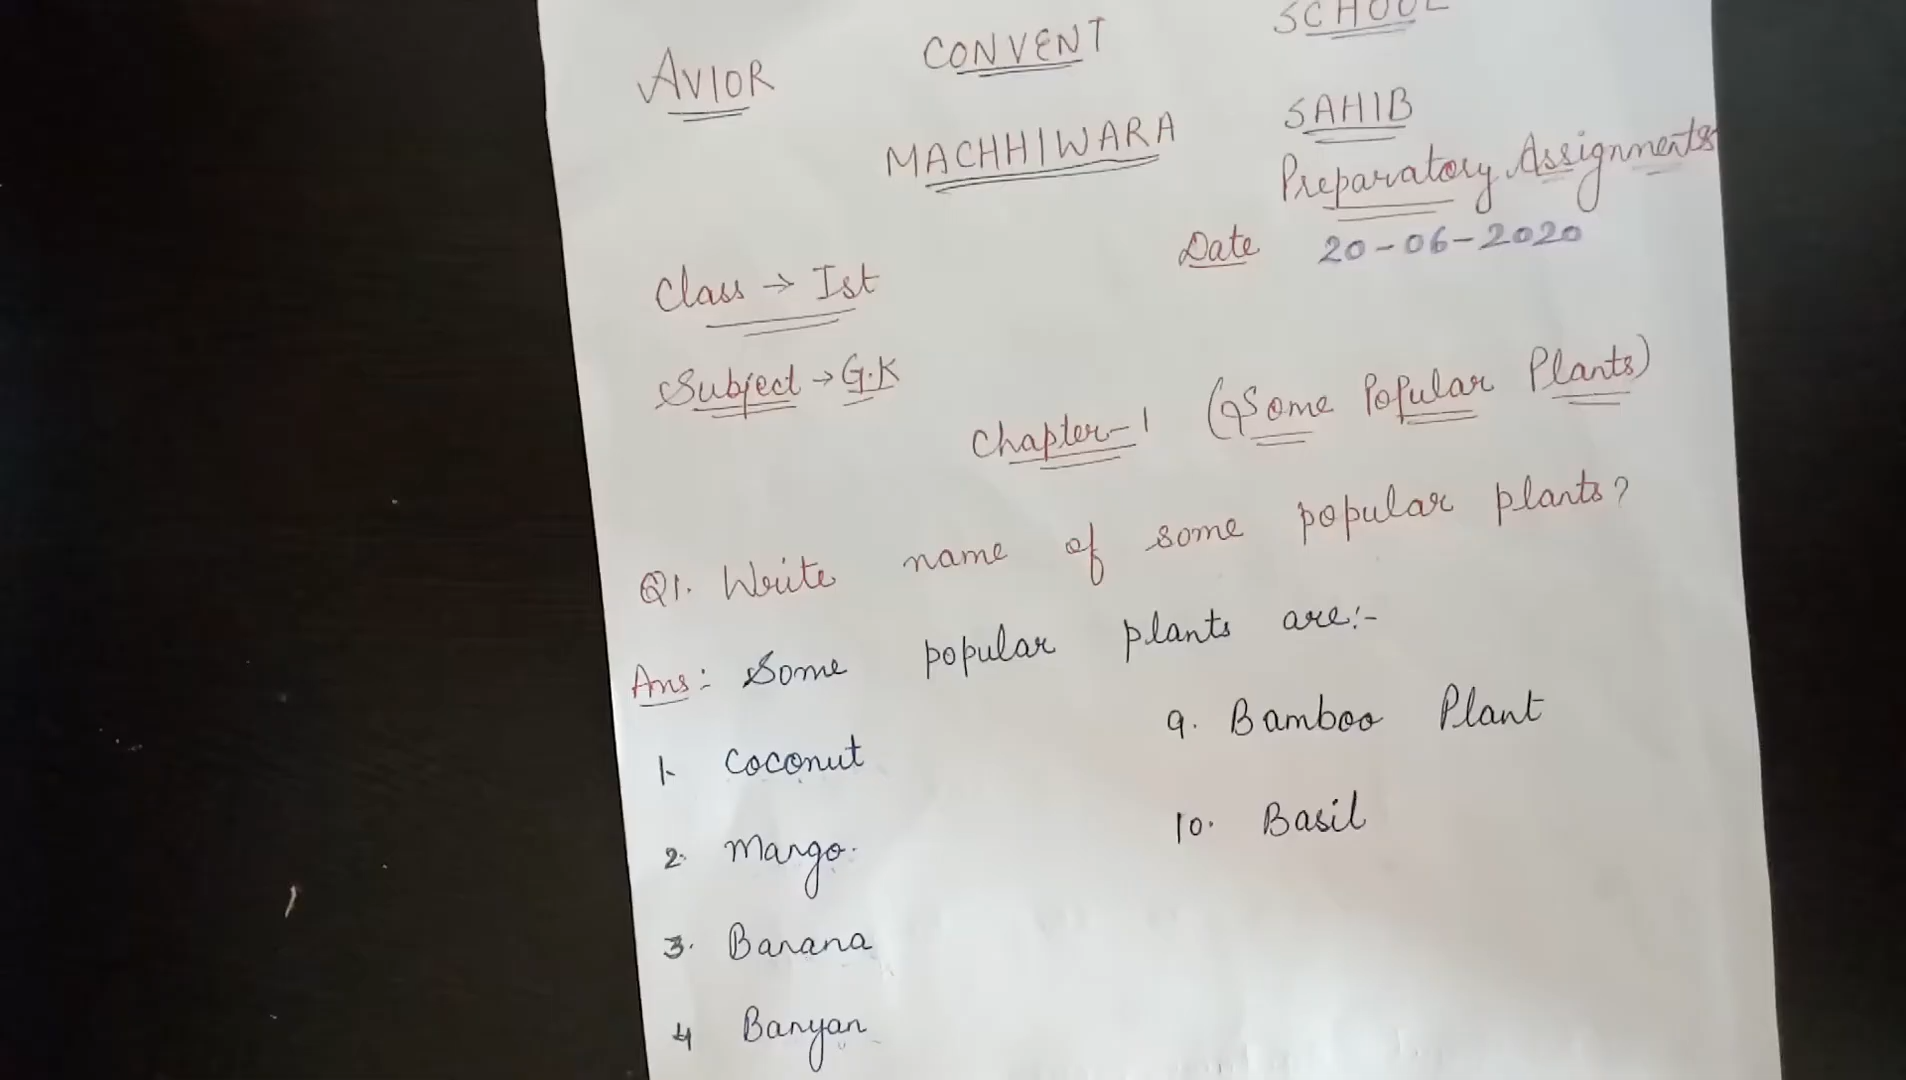 AVIOR CONVENT SCHOOL
MACHHIWARA SAHIB
Preparatory Assignments
Date 20-06-2020
Class → Ist
Subject → G.K
Chapter-1 (Some Popular Plants)
Q1. Write name of some popular plants?
Ans:- Some popular plants are:-
1. Coconut
2. Mango.
3. Banana
4 Banyan
9. Bamboo Plant
10. Basil